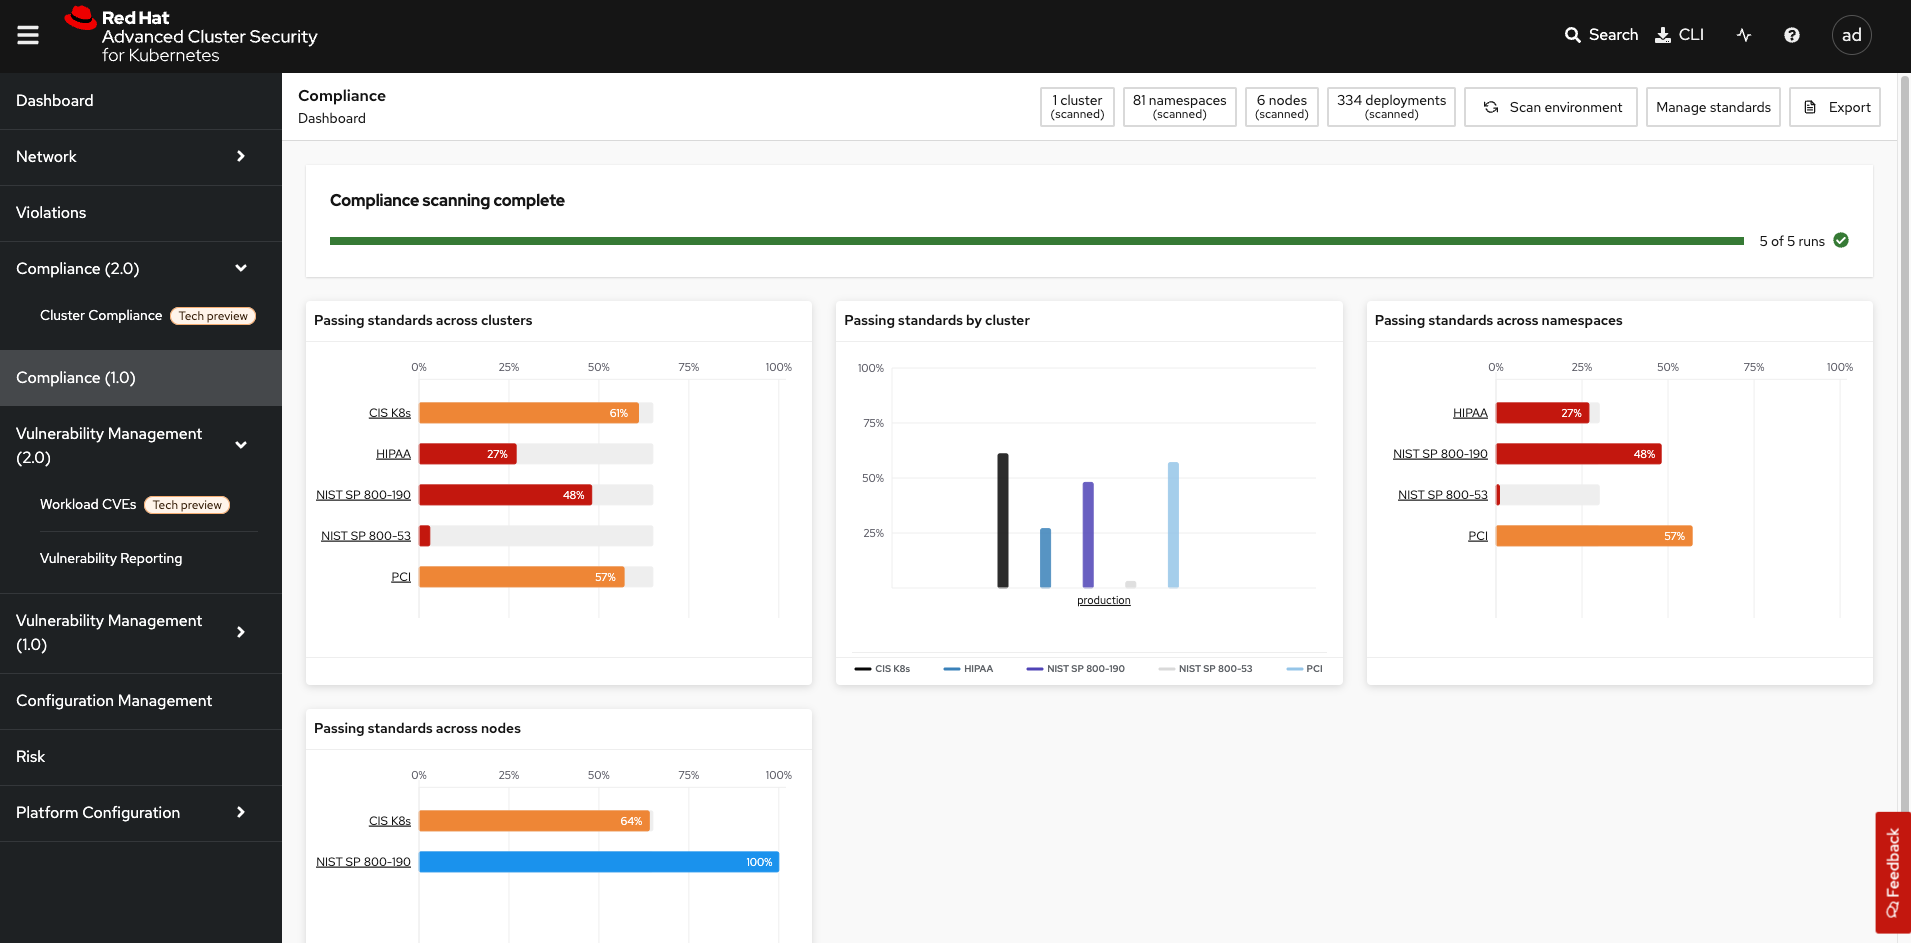 Red Hat
Advanced Cluster Security
for Kubernetes
Search
CLI
ad
Dashboard
Network
Violations
Compliance (2.0)
Cluster Compliance
Tech preview
Compliance (1.0)
Vulnerability Management
(2.0)
Workload CVEs
Tech preview
Vulnerability Reporting
Vulnerability Management
(1.0)
Configuration Management
Risk
Platform Configuration
Compliance
Dashboard
1 cluster
(scanned)
81 namespaces
(scanned)
6 nodes
(scanned)
334 deployments
(scanned)
Scan environment
Manage standards
Export
Compliance scanning complete
5 of 5 runs
Passing standards across clusters
0% 25% 50% 75% 100%
CIS K8s 61%
HIPAA 27%
NIST SP 800-190 48%
NIST SP 800-53
PCI 57%
Passing standards by cluster
100%
75%
50%
25%
production
CIS K8s HIPAA NIST SP 800-190 NIST SP 800-53 PCI
Passing standards across namespaces
0% 25% 50% 75% 100%
HIPAA 27%
NIST SP 800-190 48%
NIST SP 800-53
PCI 57%
Passing standards across nodes
0% 25% 50% 75% 100%
CIS K8s 64%
NIST SP 800-190 100%
Feedback